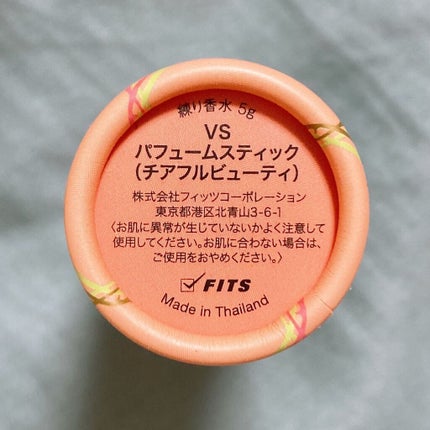 練り香水 5g
VS
パフュームスティック
(チアフルビューティ)
株式会社フィッツコーポレーション
東京都港区北青山3-6-1
〈お肌に異常が生じていないかよく注意して
使用してください。お肌に合わない場合は、
ご使用をおやめください。〉
FITS
Made in Thailand